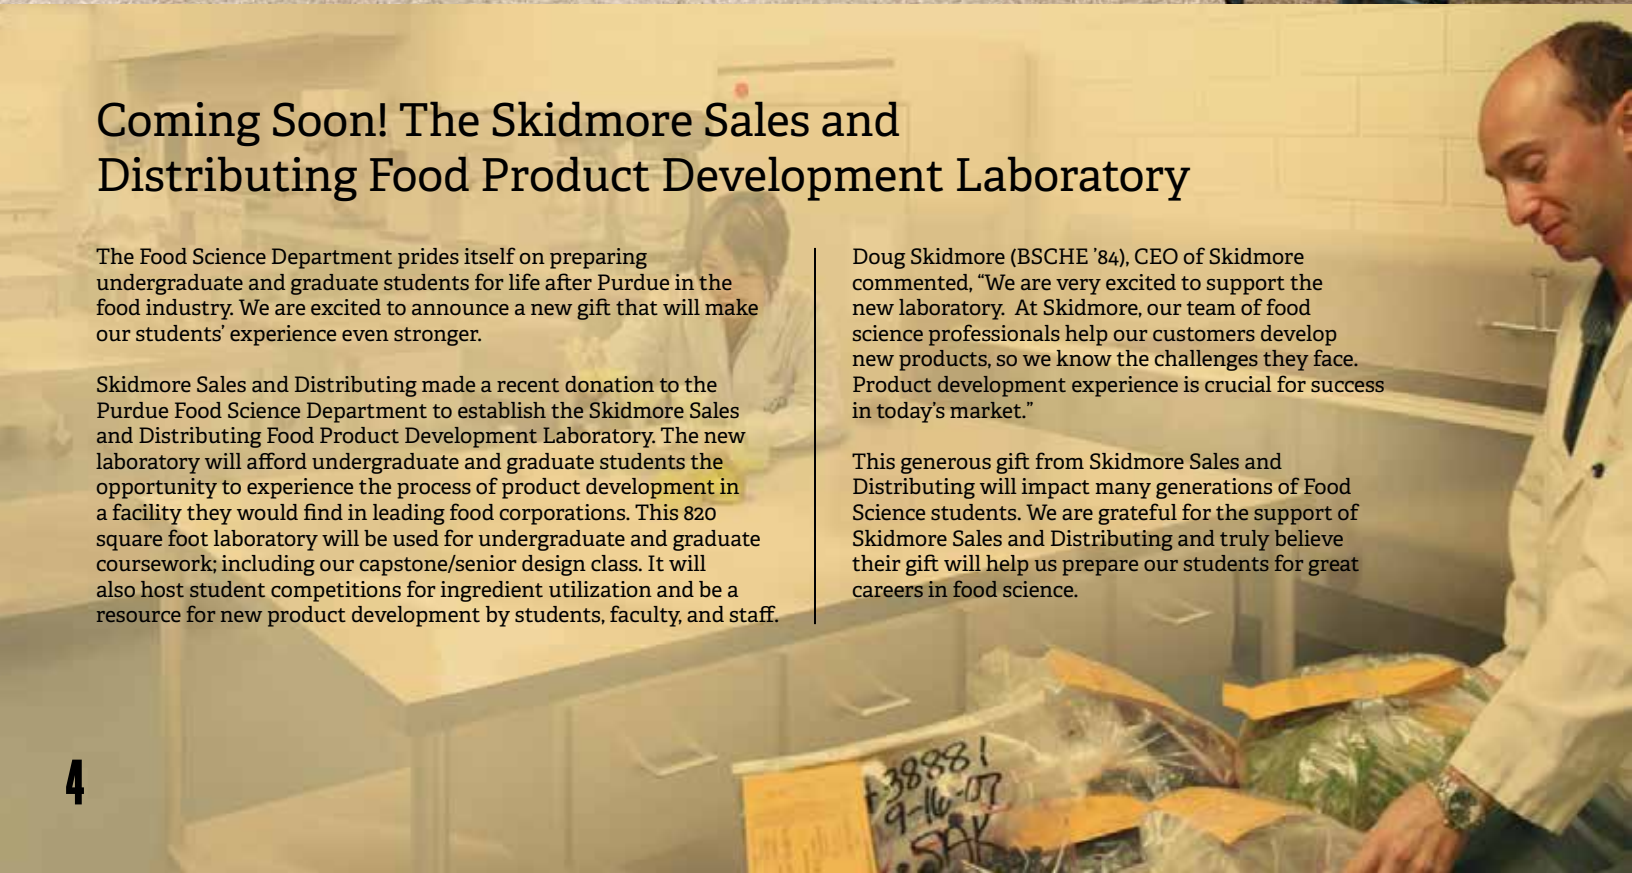 Coming Soon! The Skidmore Sales and
Distributing Food Product Development Laboratory
The Food Science Department prides itself on preparing
undergraduate and graduate students for life after Purdue in the
food industry. We are excited to announce a new gift that will make
our students’ experience even stronger.
Skidmore Sales and Distributing made a recent donation to the
Purdue Food Science Department to establish the Skidmore Sales
and Distributing Food Product Development Laboratory. The new
laboratory will afford undergraduate and graduate students the
opportunity to experience the process of product development in
a facility they would find in leading food corporations. This 820
square foot laboratory will be used for undergraduate and graduate
coursework; including our capstone/senior design class. It will
also host student competitions for ingredient utilization and be a
resource for new product development by students, faculty, and staff.
Doug Skidmore (BSCHE ’84), CEO of Skidmore
commented, “We are very excited to support the
new laboratory.  At Skidmore, our team of food
science professionals help our customers develop
new products, so we know the challenges they face.
Product development experience is crucial for success
in today’s market.”
This generous gift from Skidmore Sales and
Distributing will impact many generations of Food
Science students. We are grateful for the support of
Skidmore Sales and Distributing and truly believe
their gift will help us prepare our students for great
careers in food science.
38881
9-16-07
SAK
4